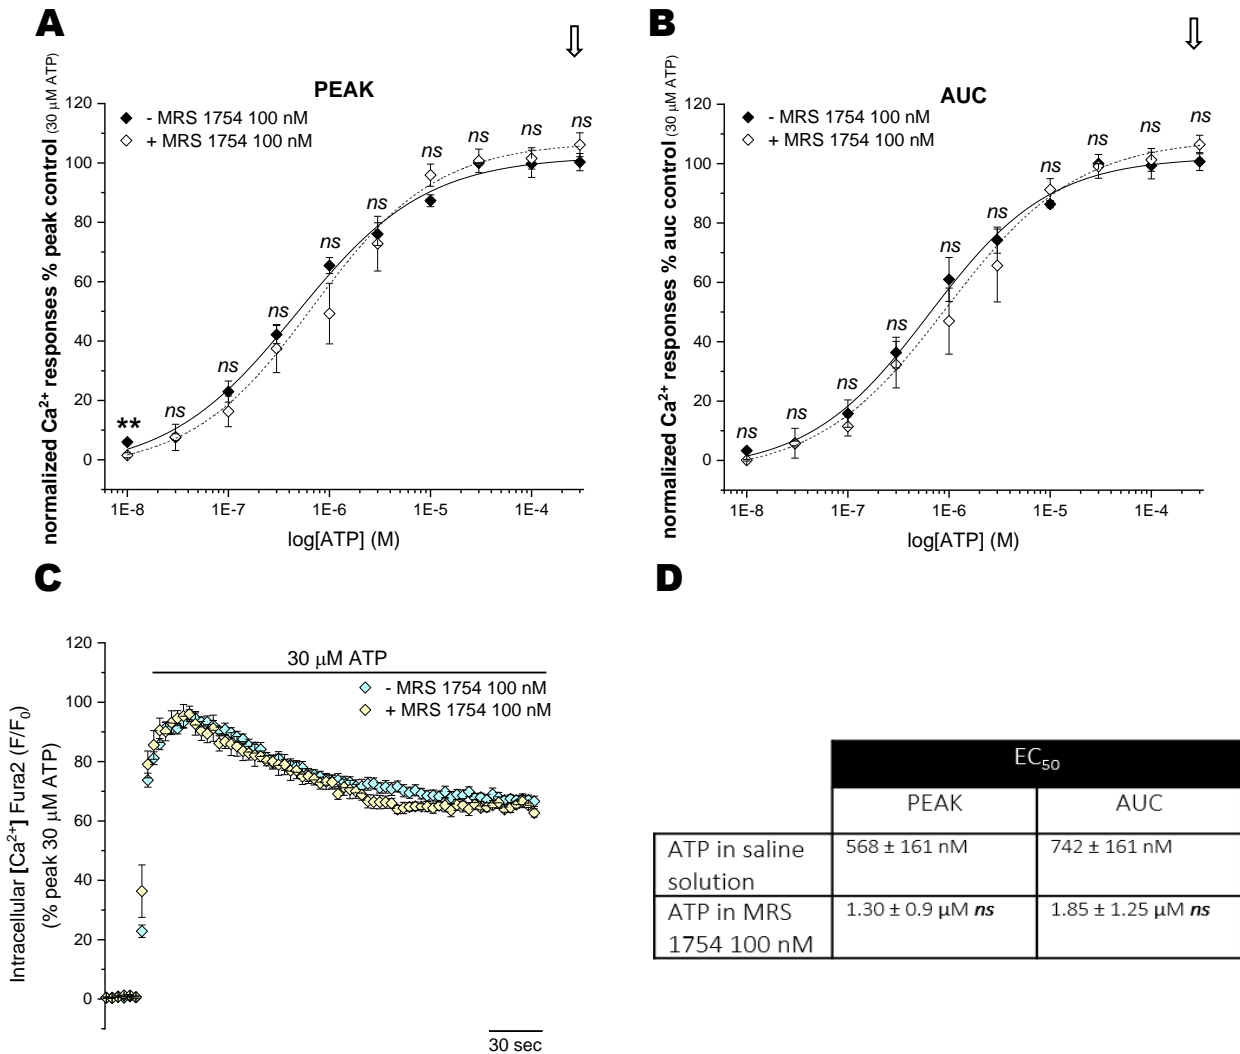 A
PEAK
- MRS 1754 100 nM
+ MRS 1754 100 nM
normalized Ca²⁺ responses % peak control (30 μM ATP)
120
100
80
60
40
20
0
**
ns
ns
ns
ns
ns
ns
ns
ns
ns
1E-8
1E-7
1E-6
1E-5
1E-4
log[ATP] (M)
B
AUC
- MRS 1754 100 nM
+ MRS 1754 100 nM
normalized Ca²⁺ responses % auc control (30 μM ATP)
120
100
80
60
40
20
0
ns
ns
ns
ns
ns
ns
ns
ns
ns
ns
1E-8
1E-7
1E-6
1E-5
1E-4
log[ATP] (M)
C
30 μM ATP
- MRS 1754 100 nM
+ MRS 1754 100 nM
Intracellular [Ca²⁺] Fura2 (F/F₀)
(% peak 30 μM ATP)
120
100
80
60
40
20
0
30 sec
D
EC₅₀
PEAK
AUC
ATP in saline
solution
568 ± 161 nM
742 ± 161 nM
ATP in MRS
1754 100 nM
1.30 ± 0.9 μM ns
1.85 ± 1.25 μM ns